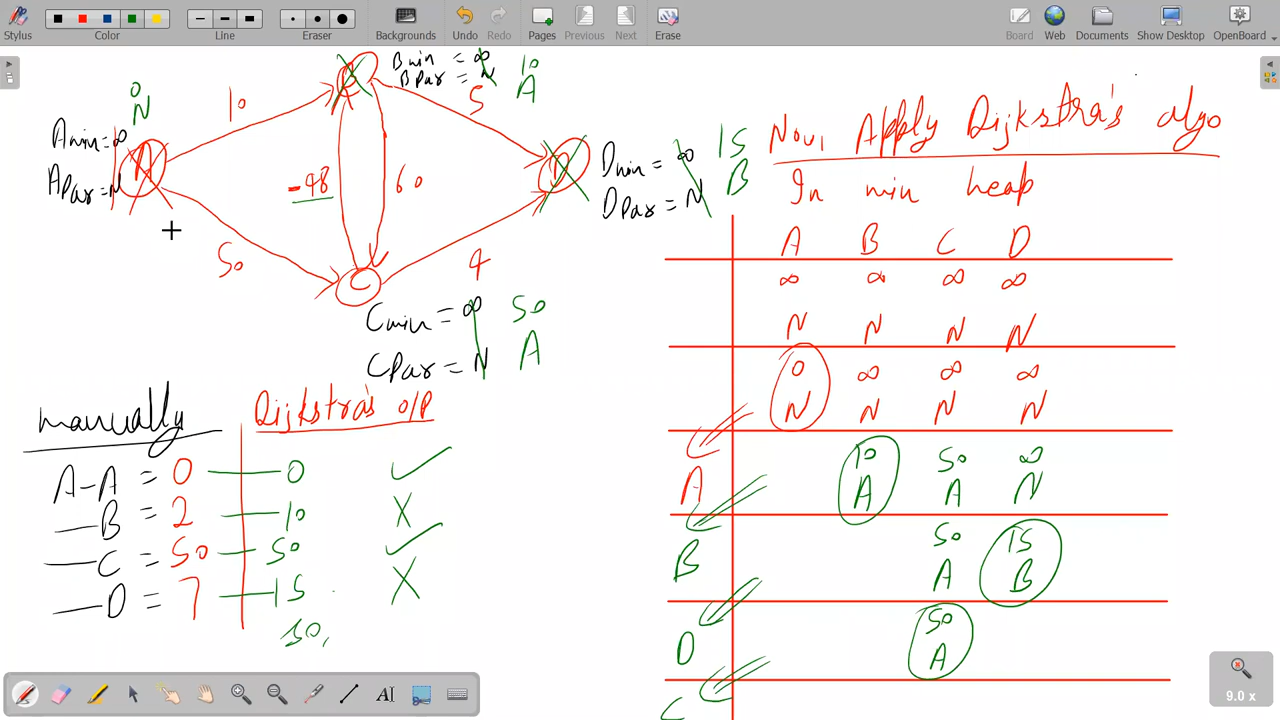 Stylus
Color
Line
Eraser
Backgrounds
Undo
Redo
Pages
Previous
Next
Erase
Board
Web
Documents
Show Desktop
OpenBoard
0
N
Amin = ∞
APar = N
A
10
B
Bmin = ∞
BPar = N
10
A
5
-48
60
50
C
4
D
Dmin = ∞
DPar = N
15
B
Cmin = ∞
CPar = N
50
A
manually
Dijkstra's o/p
A-A = 0 0 ✓
B = 2 10 X
C = 50 50 ✓
D = 7 15 X
so,
Now, Apply Dijkstra's algo
In min heap
A B C D
∞ ∞ ∞ ∞
N N N N
0 ∞ ∞ ∞
N N N N
10 50 ∞
A A A N
50 15
B A B
50
D A
C
9.0 x